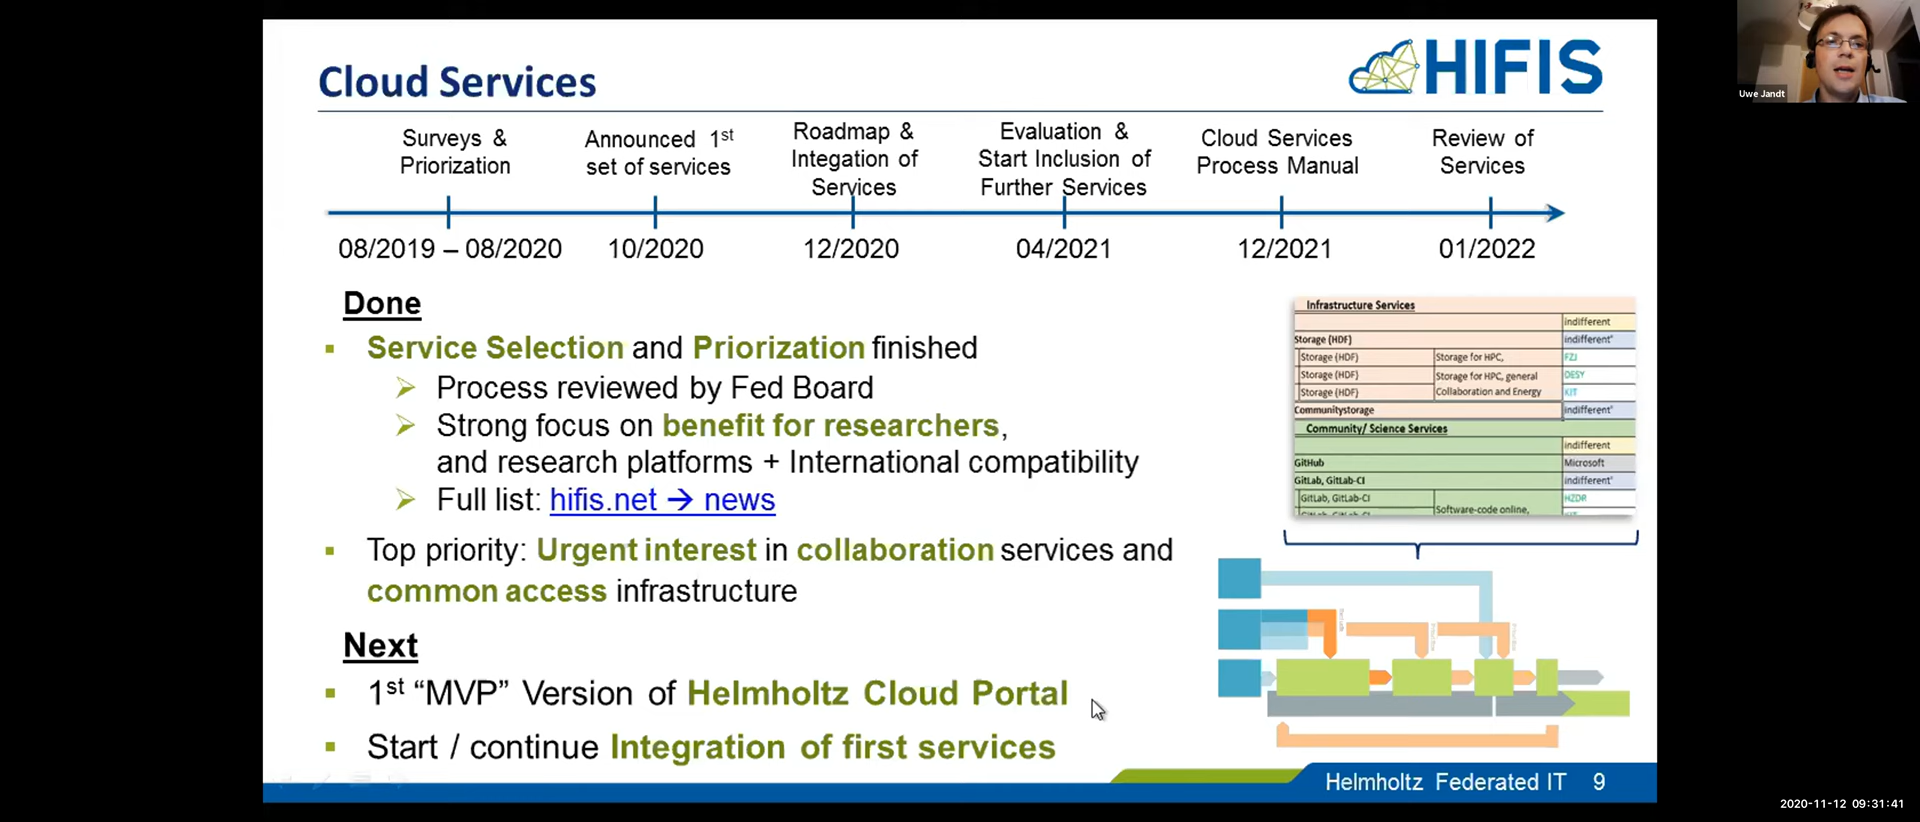 Cloud Services
HIFIS
Uwe Jandt
Surveys &
Priorization
Announced 1st
set of services
Roadmap &
Integation of
Services
Evaluation &
Start Inclusion of
Further Services
Cloud Services
Process Manual
Review of
Services
08/2019 – 08/2020
10/2020
12/2020
04/2021
12/2021
01/2022
Done
▪ Service Selection and Priorization finished
➢ Process reviewed by Fed Board
➢ Strong focus on benefit for researchers,
and research platforms + International compatibility
➢ Full list: hifis.net → news
▪ Top priority: Urgent interest in collaboration services and
common access infrastructure
Next
▪ 1st “MVP” Version of Helmholtz Cloud Portal
▪ Start / continue Integration of first services
Infrastructure Services
indifferent
Storage (HDF) indifferent*
Storage (HDF) Storage for HPC, FZJ
Storage (HDF) Storage for HPC, general DESY
Storage (HDF) Collaboration and Energy KIT
Communitystorage indifferent*
Community/ Science Services
indifferent
GitHub Microsoft
GitLab, GitLab-CI indifferent*
GitLab, GitLab-CI HZDR
Software-code online,
Helmholtz Federated IT 9
2020-11-12 09:31:41